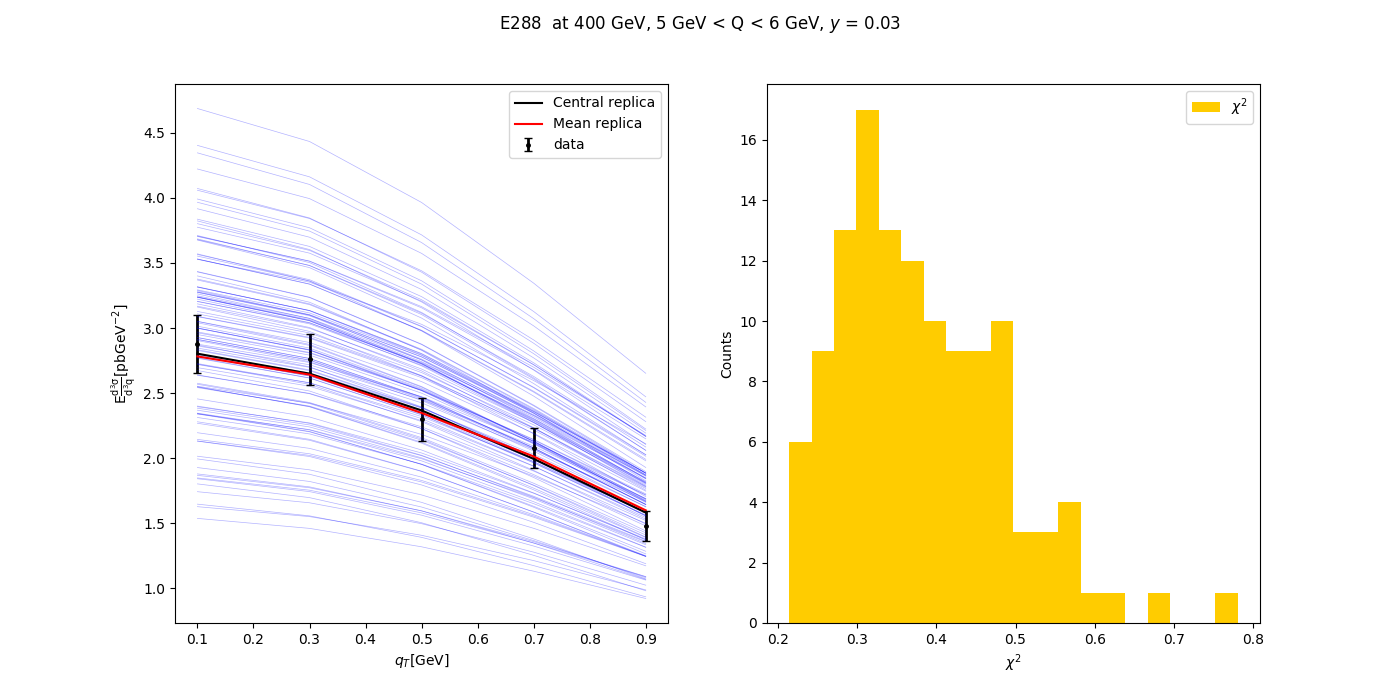 E288 at 400 GeV, 5 GeV < Q < 6 GeV, y = 0.03
Central replica
Mean replica
data
4.5
4.0
3.5
3.0
2.5
2.0
1.5
1.0
E d³σ/d³q [pbGeV⁻²]
0.1 0.2 0.3 0.4 0.5 0.6 0.7 0.8 0.9
q_T[GeV]
χ²
16
14
12
10
8
6
4
2
0
Counts
0.2 0.3 0.4 0.5 0.6 0.7 0.8
χ²